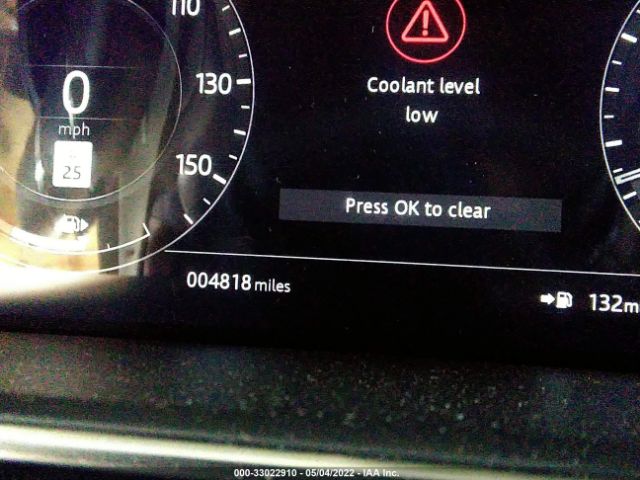 110
130
150
0
mph
25
Coolant level
low
Press OK to clear
004818 miles
132m
000-33022910 - 05/04/2022 - IAA Inc.